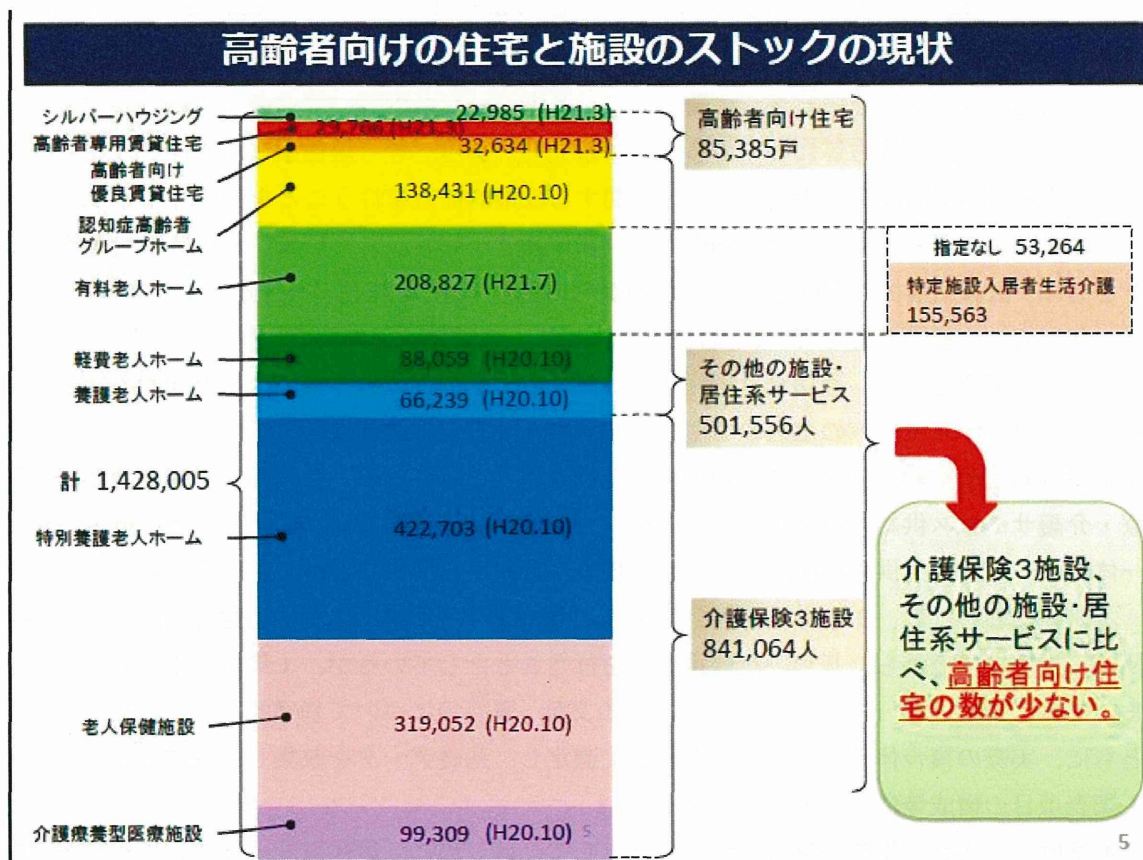 高齢者向けの住宅と施設のストックの現状
シルバーハウジング
22,985 (H21.3)
高齢者専用賃貸住宅
29,766 (H21.3)
高齢者向け
優良賃貸住宅
32,634 (H21.3)
認知症高齢者
グループホーム
138,431 (H20.10)
有料老人ホーム
208,827 (H21.7)
軽費老人ホーム
88,059 (H20.10)
養護老人ホーム
66,239 (H20.10)
計 1,428,005
特別養護老人ホーム
422,703 (H20.10)
老人保健施設
319,052 (H20.10)
介護療養型医療施設
99,309 (H20.10)
5
高齢者向け住宅
85,385戸
指定なし 53,264
特定施設入居者生活介護
155,563
その他の施設・
居住系サービス
501,556人
介護保険3施設
841,064人
介護保険3施設、
その他の施設・居
住系サービスに比
べ、高齢者向け住
宅の数が少ない。
5